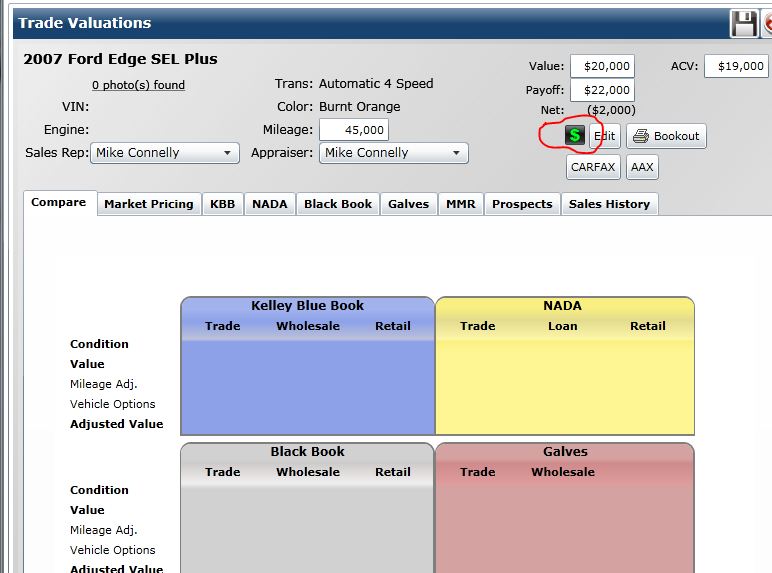 Trade Valuations
2007 Ford Edge SEL Plus
0 photo(s) found
VIN:
Engine:
Sales Rep: Mike Connelly
Trans: Automatic 4 Speed
Color: Burnt Orange
Mileage: 45,000
Appraiser: Mike Connelly
Value: $20,000
Payoff: $22,000
Net: ($2,000)
ACV: $19,000
$ Edit Bookout
CARFAX AAX
Compare Market Pricing KBB NADA Black Book Galves MMR Prospects Sales History
Kelley Blue Book NADA
Trade Wholesale Retail Trade Loan Retail
Condition
Value
Mileage Adj.
Vehicle Options
Adjusted Value
Black Book Galves
Trade Wholesale Retail Trade Wholesale
Condition
Value
Mileage Adj.
Vehicle Options
Adjusted Value